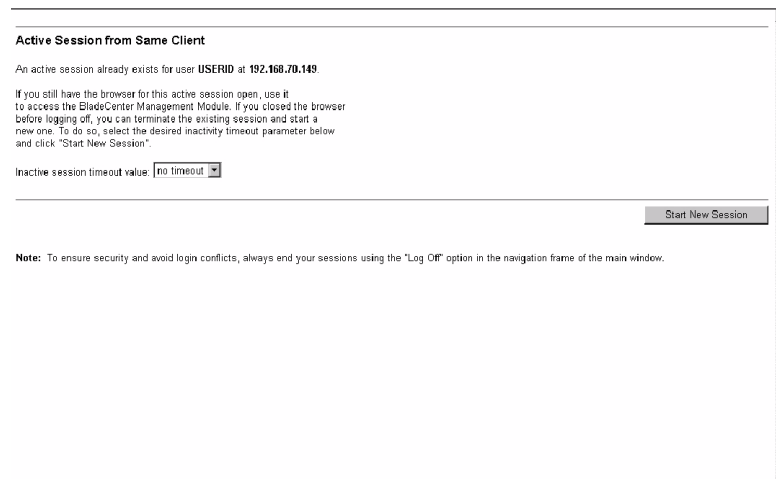 Active Session from Same Client
An active session already exists for user USERID at 192.168.70.149.
If you still have the browser for this active session open, use it
to access the BladeCenter Management Module. If you closed the browser
before logging off, you can terminate the existing session and start a
new one. To do so, select the desired inactivity timeout parameter below
and click "Start New Session".
Inactive session timeout value: no timeout
Start New Session
Note: To ensure security and avoid login conflicts, always end your sessions using the "Log Off" option in the navigation frame of the main window.